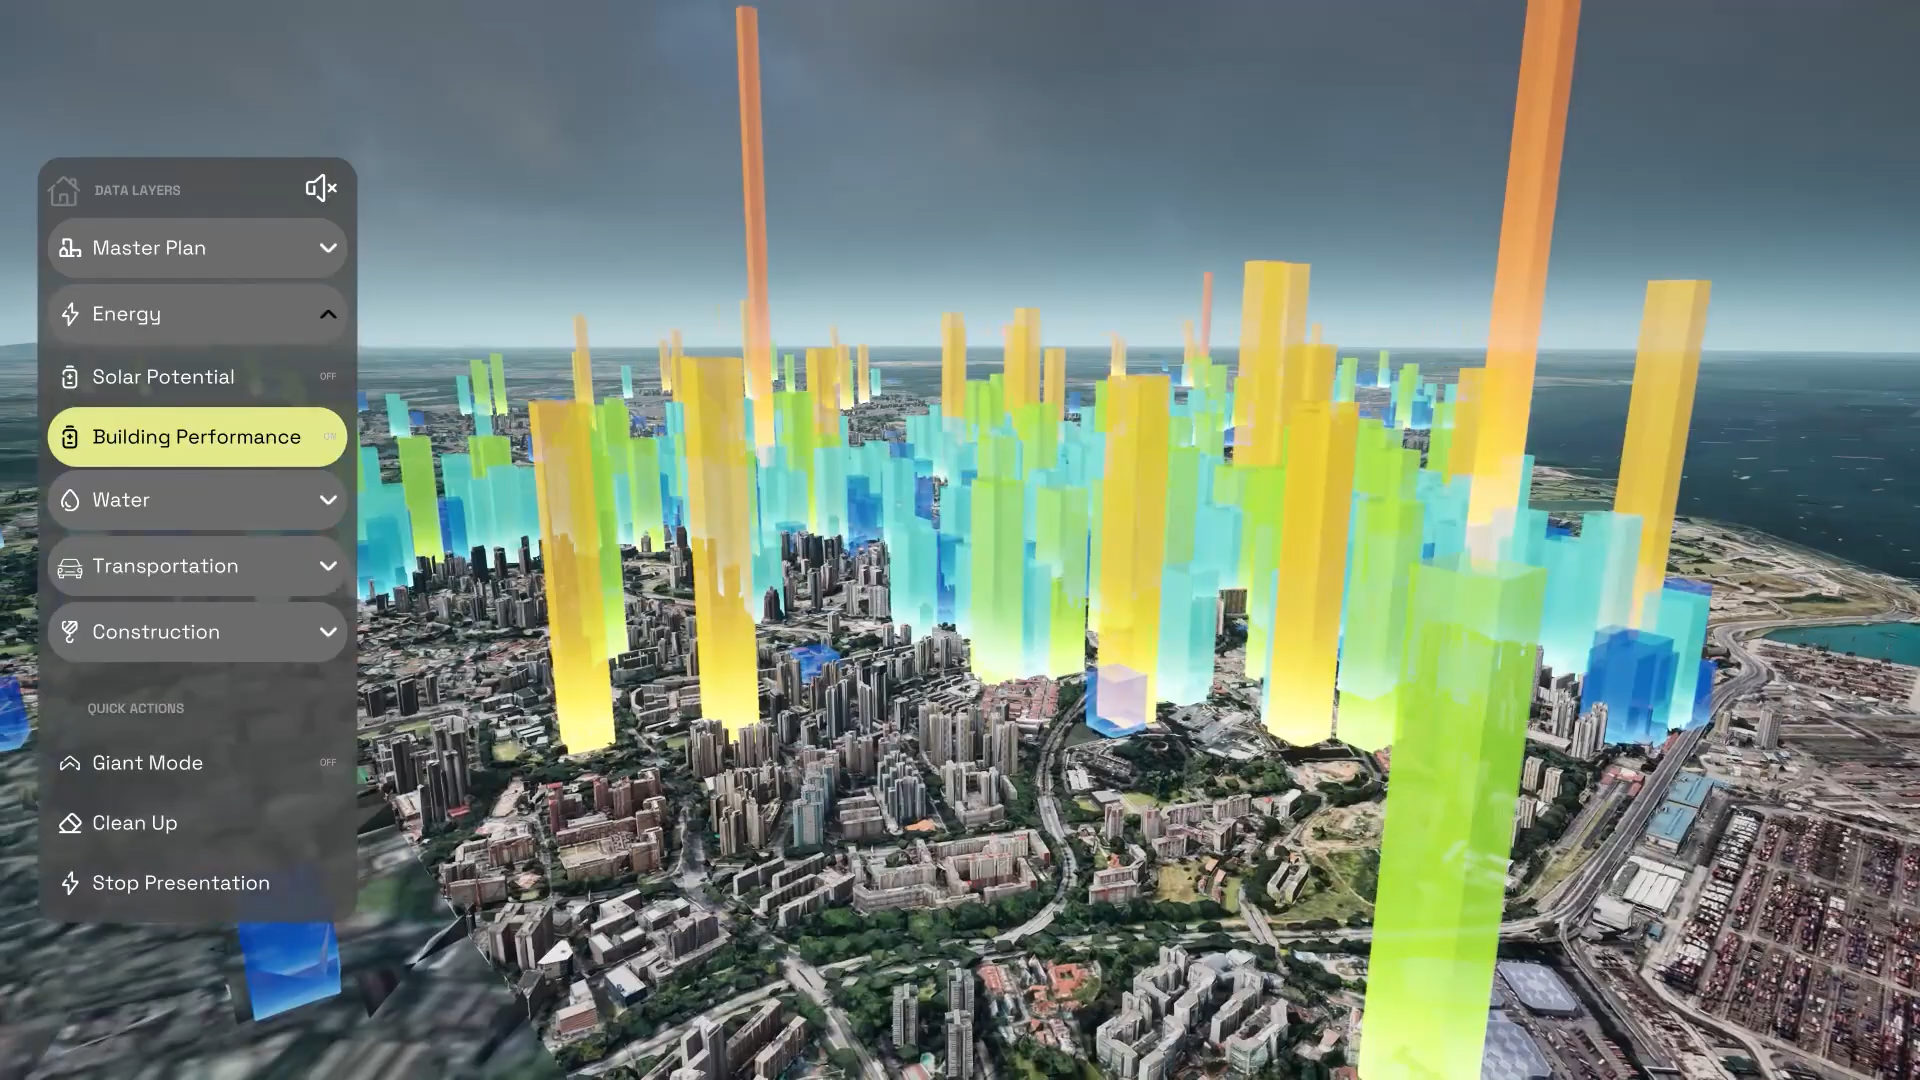 DATA LAYERS
Master Plan
Energy
Solar Potential OFF
Building Performance ON
Water
Transportation
Construction
QUICK ACTIONS
Giant Mode OFF
Clean Up
Stop Presentation